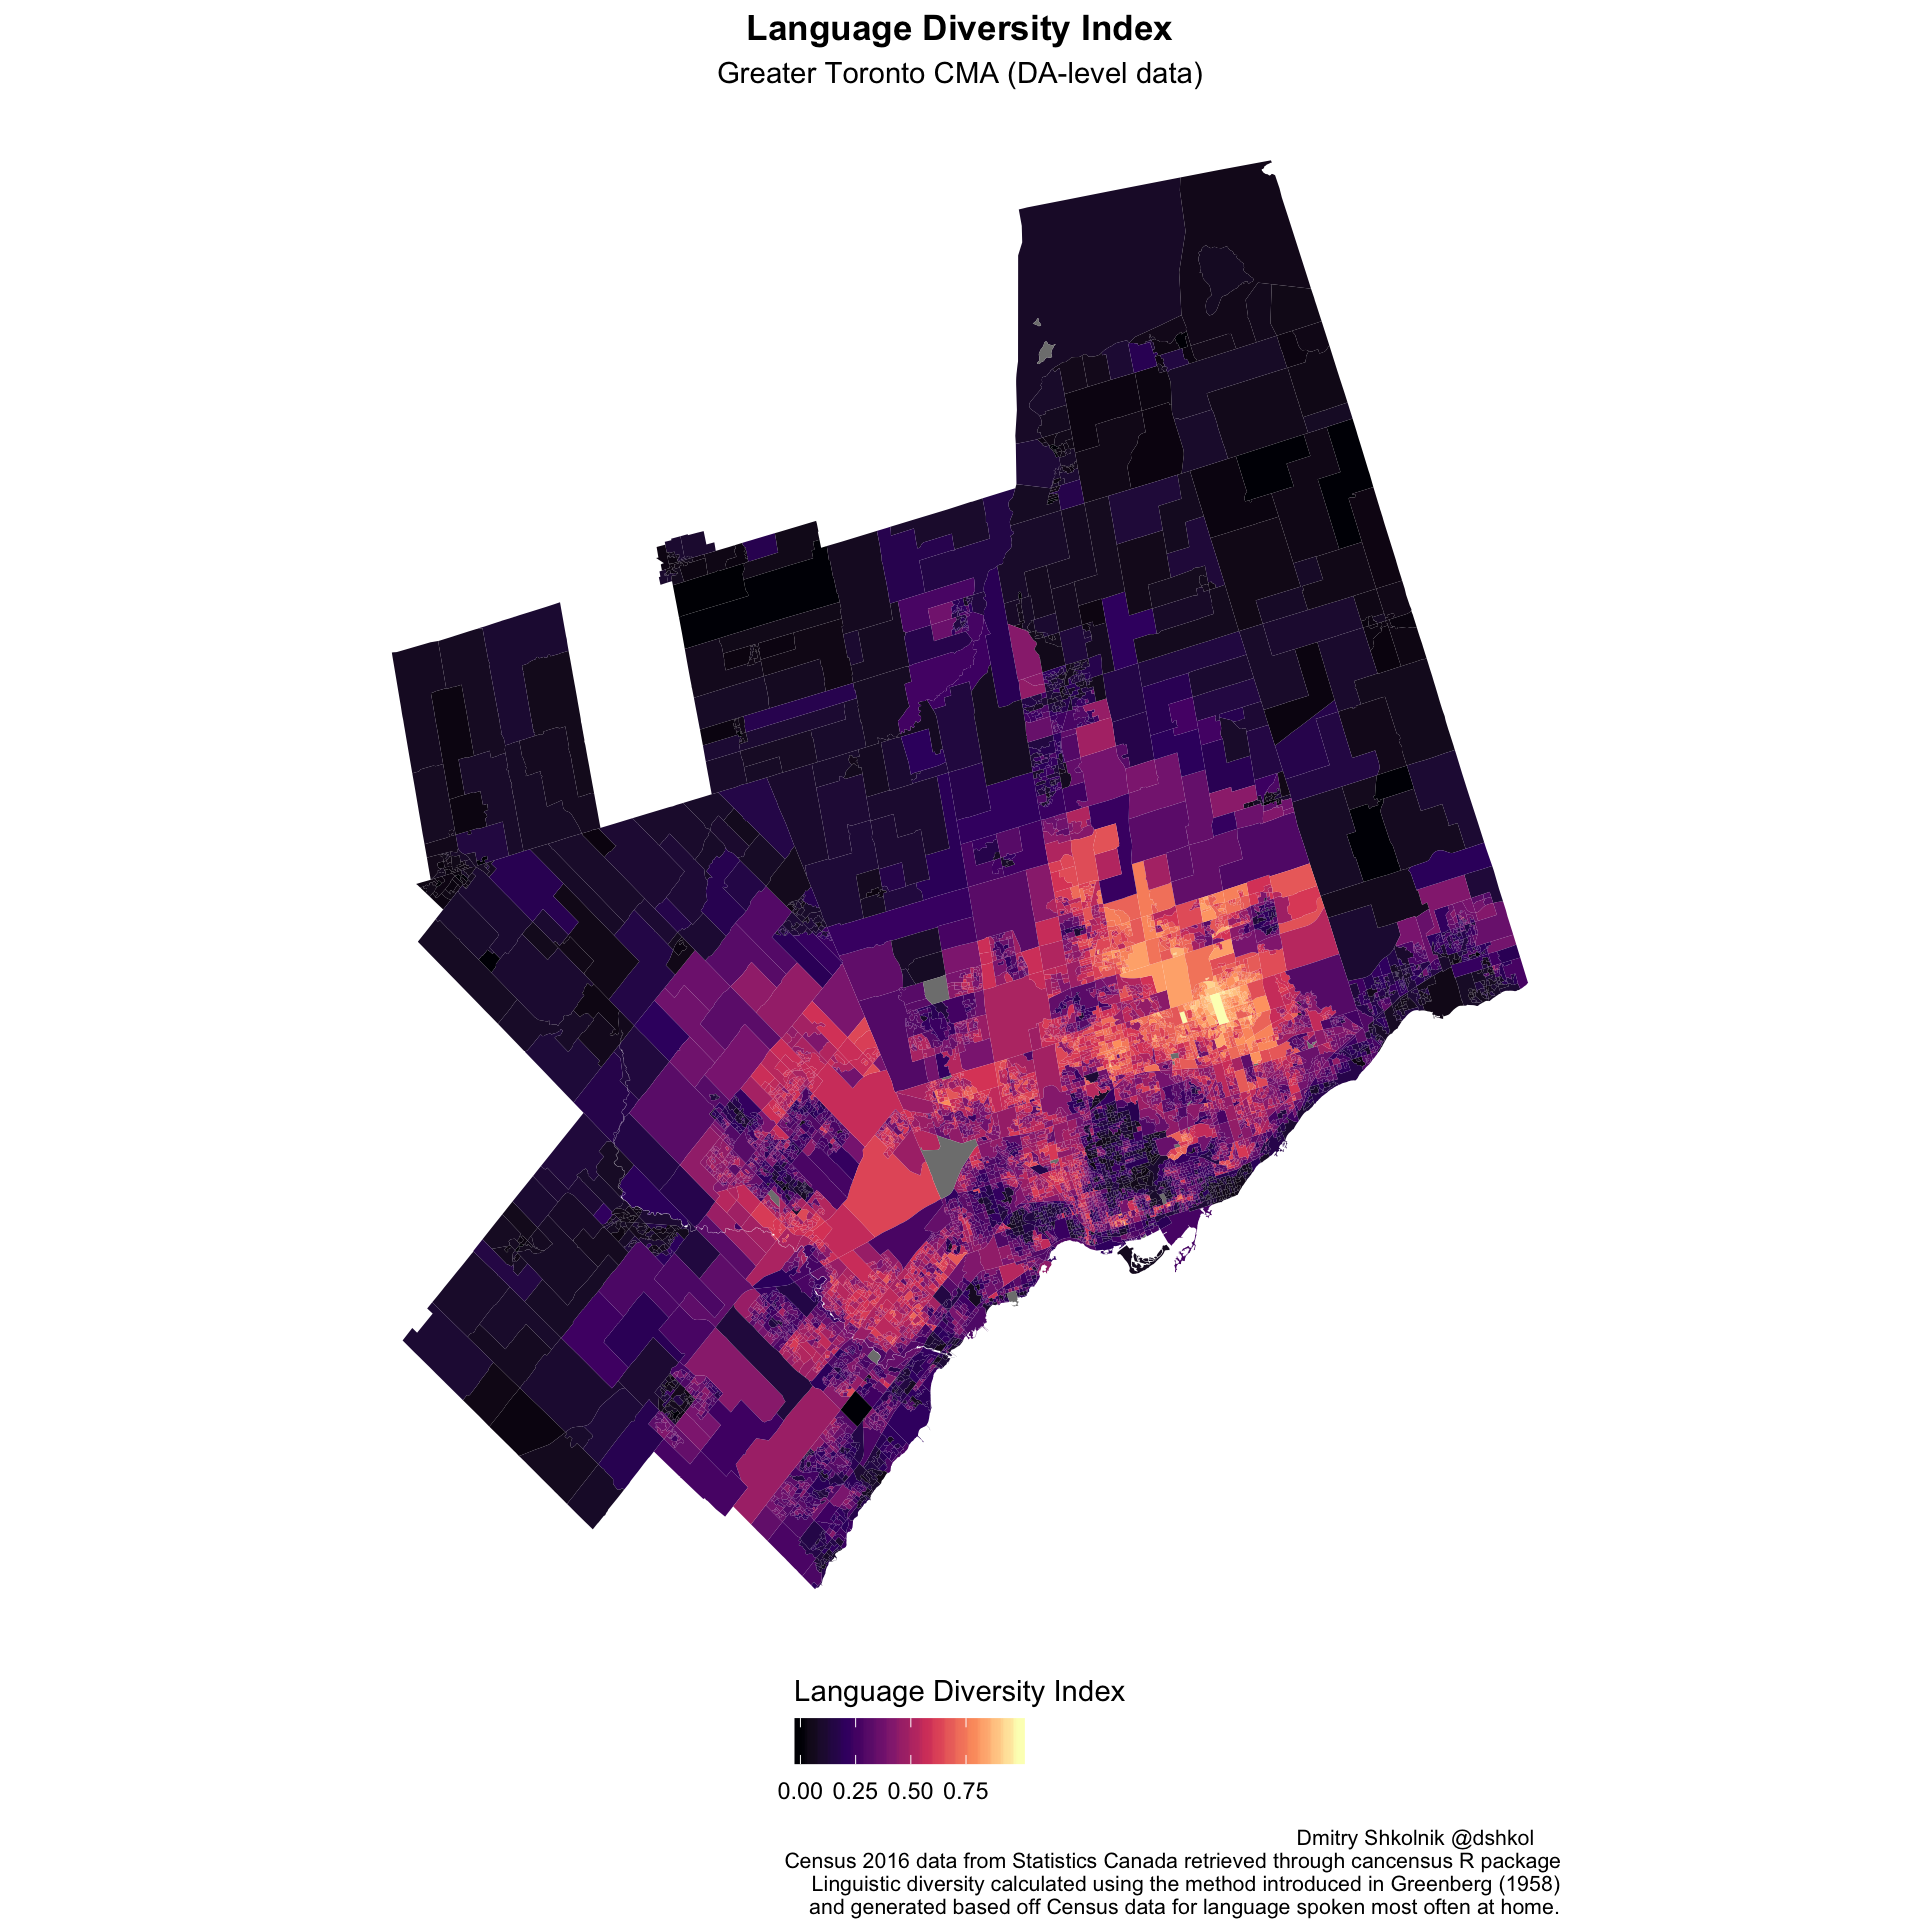 Language Diversity Index
Greater Toronto CMA (DA-level data)
Language Diversity Index
0.00 0.25 0.50 0.75
Dmitry Shkolnik @dshkol
Census 2016 data from Statistics Canada retrieved through cancensus R package
Linguistic diversity calculated using the method introduced in Greenberg (1958)
and generated based off Census data for language spoken most often at home.